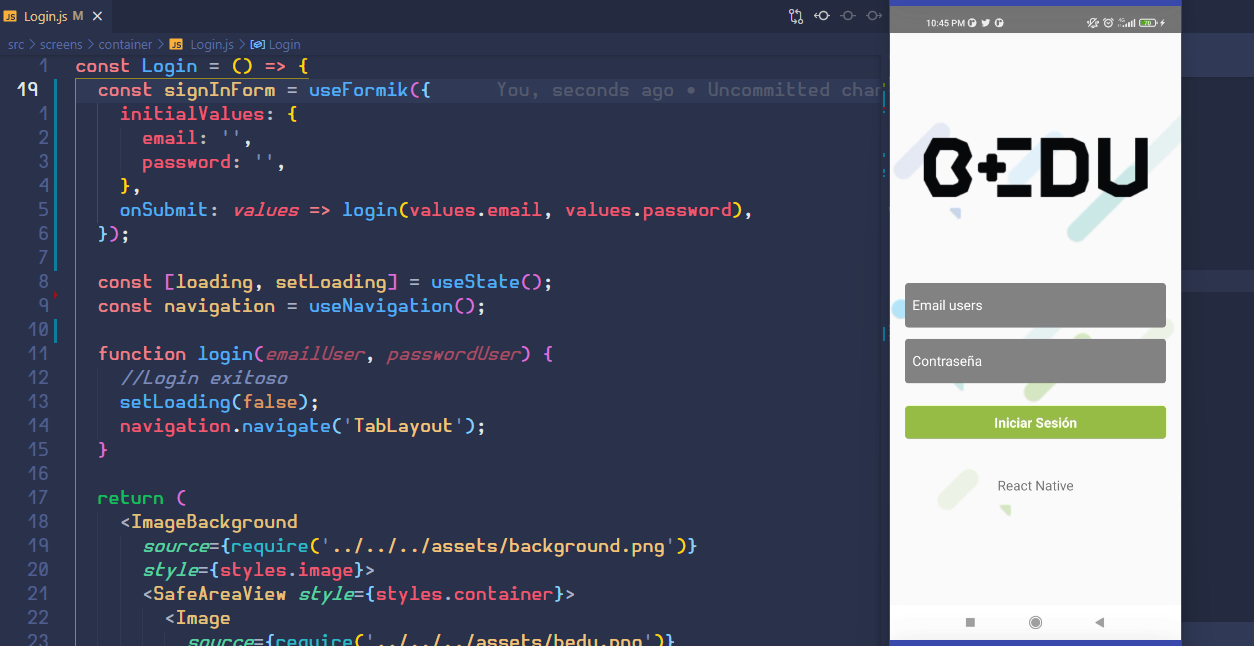 JS Login.js M ×
src > screens > container > JS Login.js > Login
1 const Login = () => {
19 const signInForm = useFormik({ You, seconds ago • Uncommitted char
1 initialValues: {
2 email: '',
3 password: '',
4 },
5 onSubmit: values => login(values.email, values.password),
6 });
7
8 const [loading, setLoading] = useState();
9 const navigation = useNavigation();
10
11 function login(emailUser, passwordUser) {
12 //Login exitoso
13 setLoading(false);
14 navigation.navigate('TabLayout');
15 }
16
17 return (
18 <ImageBackground
19 source={require('../../../assets/background.png')}
20 style={styles.image}>
21 <SafeAreaView style={styles.container}>
22 <Image
23 source={require('../../../assets/bedu.png')}
10:45 PM
B+EDU
Email users
Contraseña
Iniciar Sesión
React Native